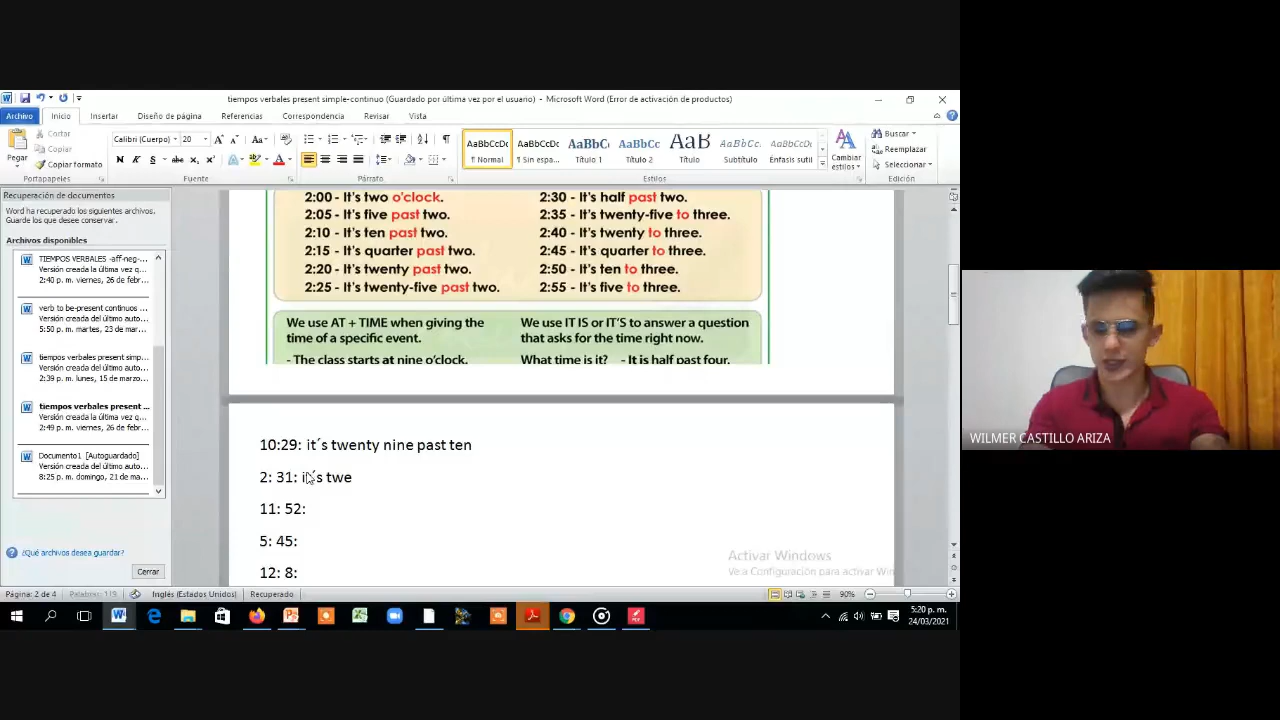 tiempos verbales present simple-continuo (Guardado por última vez por el usuario) - Microsoft Word (Error de activación de productos)
Archivo Inicio Insertar Diseño de página Referencias Correspondencia Revisar Vista
Pegar
Cortar
Copiar
Copiar formato
Portapapeles
Calibri (Cuerpo) 20
Fuente
Párrafo
AaBbCcDc AaBbCcDc AaBbCc AaBbCc AaB AaBbCc. AaBbCcDc
¶ Normal ¶ Sin espa... Título 1 Título 2 Título Subtítulo Énfasis sutil
Estilos
Cambiar estilos
Buscar
Reemplazar
Seleccionar
Edición
Recuperación de documentos
Word ha recuperado los siguientes archivos. Guarde los que desee conservar.
Archivos disponibles
TIEMPOS VERBALES -aff-neg-...
Versión creada la última vez q...
2:40 p. m. viernes, 26 de febr...
verb to be-present continuos ...
Versión creada la última vez q...
5:50 p. m. martes, 23 de mar...
tiempos verbales present simp...
Versión creada la última vez q...
2:39 p. m. lunes, 15 de marzo...
tiempos verbales present ...
Versión creada la última vez q...
2:49 p. m. viernes, 26 de febr...
Documento1 [Autoguardado]
Versión creada la última auto...
8:25 p. m. domingo, 21 de ma...
¿Qué archivos desea guardar?
Cerrar
2:00 - It's two o'clock.
2:05 - It's five past two.
2:10 - It's ten past two.
2:15 - It's quarter past two.
2:20 - It's twenty past two.
2:25 - It's twenty-five past two.
2:30 - It's half past two.
2:35 - It's twenty-five to three.
2:40 - It's twenty to three.
2:45 - It's quarter to three.
2:50 - It's ten to three.
2:55 - It's five to three.
We use AT + TIME when giving the
time of a specific event.
- The class starts at nine o'clock.
We use IT IS or IT'S to answer a question
that asks for the time right now.
What time is it? - It is half past four.
10:29: it´s twenty nine past ten
2: 31: it´s twe
11: 52:
5: 45:
12: 8:
Activar Windows
Ve a Configuración para activar Win
WILMER CASTILLO ARIZA
Página: 2 de 4 Palabras: 119 Inglés (Estados Unidos) Recuperado 90%
5:20 p. m.
24/03/2021